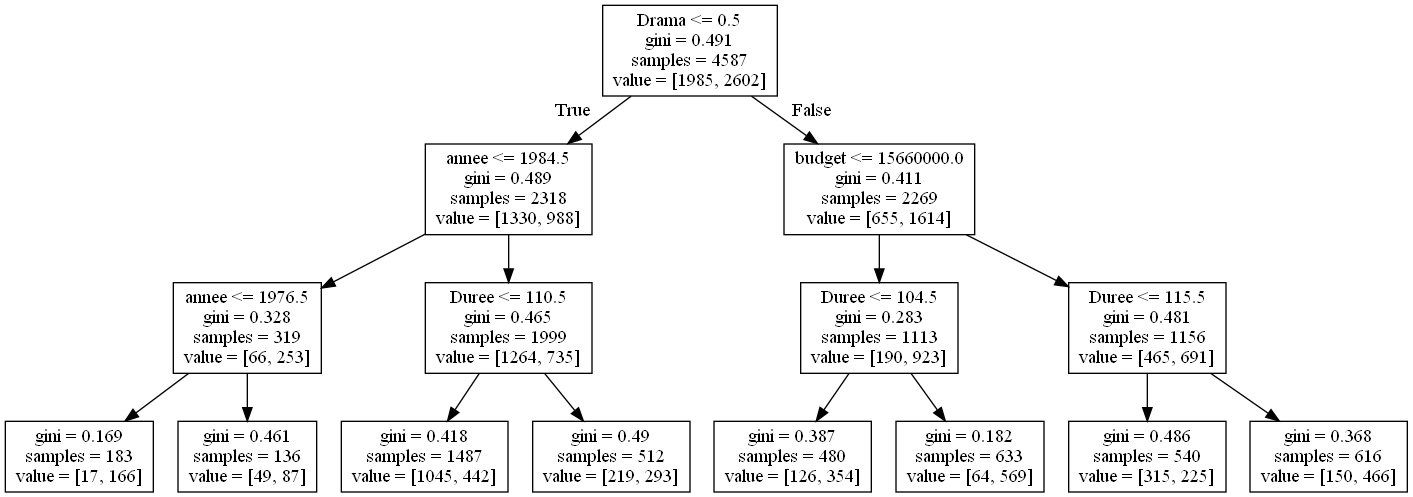 Drama <= 0.5
gini = 0.491
samples = 4587
value = [1985, 2602]
True
False
annee <= 1984.5
gini = 0.489
samples = 2318
value = [1330, 988]
budget <= 15660000.0
gini = 0.411
samples = 2269
value = [655, 1614]
annee <= 1976.5
gini = 0.328
samples = 319
value = [66, 253]
Duree <= 110.5
gini = 0.465
samples = 1999
value = [1264, 735]
Duree <= 104.5
gini = 0.283
samples = 1113
value = [190, 923]
Duree <= 115.5
gini = 0.481
samples = 1156
value = [465, 691]
gini = 0.169
samples = 183
value = [17, 166]
gini = 0.461
samples = 136
value = [49, 87]
gini = 0.418
samples = 1487
value = [1045, 442]
gini = 0.49
samples = 512
value = [219, 293]
gini = 0.387
samples = 480
value = [126, 354]
gini = 0.182
samples = 633
value = [64, 569]
gini = 0.486
samples = 540
value = [315, 225]
gini = 0.368
samples = 616
value = [150, 466]